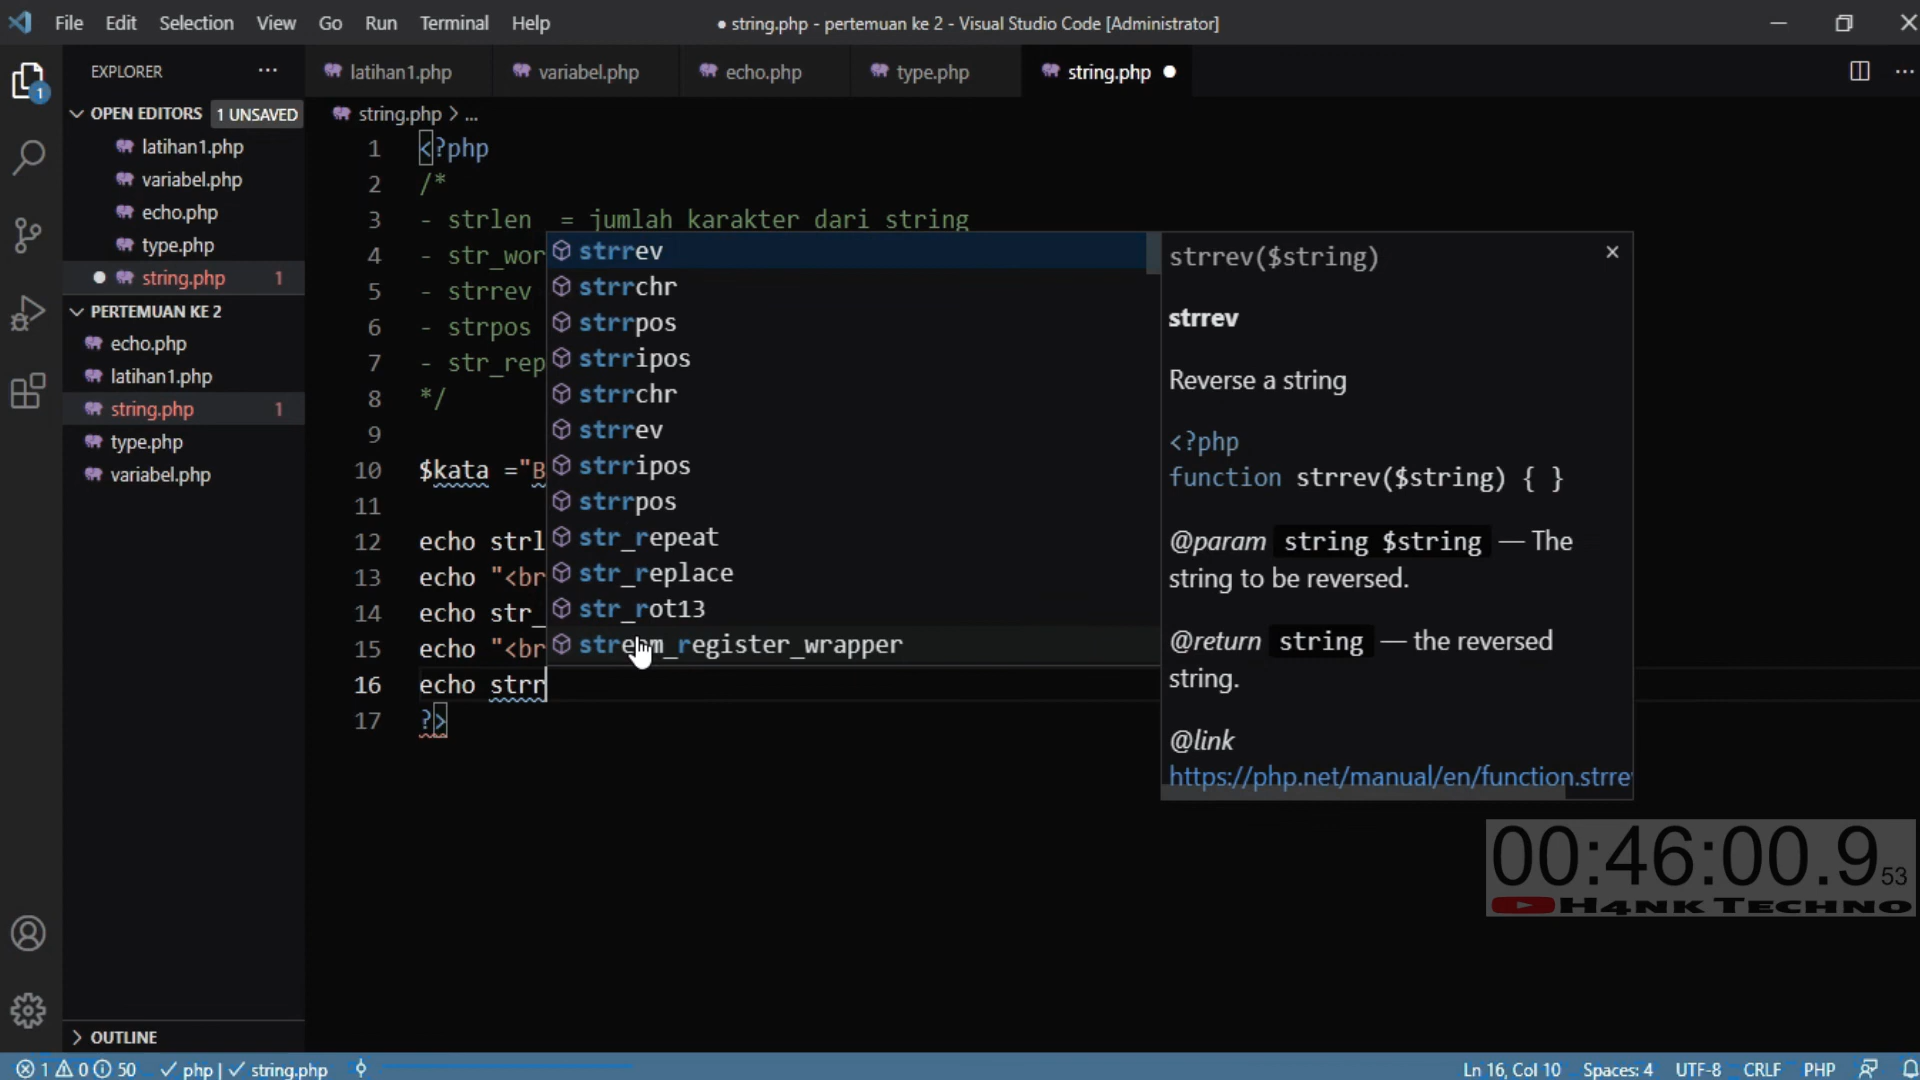 File Edit Selection View Go Run Terminal Help
● string.php - pertemuan ke 2 - Visual Studio Code [Administrator]
EXPLORER
latihan1.php variabel.php echo.php type.php string.php
1
OPEN EDITORS 1 UNSAVED
latihan1.php
variabel.php
echo.php
type.php
string.php 1
PERTEMUAN KE 2
echo.php
latihan1.php
string.php 1
type.php
variabel.php
OUTLINE
string.php > ...
1 <?php
2 /*
3 - strlen = jumlah karakter dari string
4 - str_wor
5 - strrev
6 - strpos
7 - str_rep
8 */
9
10 $kata ="B
11
12 echo strl
13 echo "<br
14 echo str_
15 echo "<br
16 echo strr
17 ?>
strrev
strrchr
strrpos
strripos
strrchr
strrev
strripos
strrpos
str_repeat
str_replace
str_rot13
stream_register_wrapper
strrev($string)
strrev
Reverse a string
<?php
function strrev($string) { }
@param string $string — The
string to be reversed.
@return string — the reversed
string.
@link
https://php.net/manual/en/function.strre
00:46:00.9 53
H4NK TECHNO
1 0 50 php | string.php
Ln 16, Col 10 Spaces: 4 UTF-8 CRLF PHP